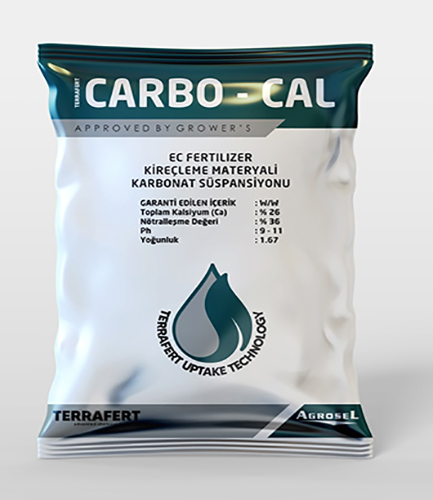 TERRAFERT
CARBO - CAL
APPROVED BY GROWER'S
EC FERTILIZER
KİREÇLEME MATERYALİ
KARBONAT SÜSPANSİYONU
GARANTİ EDİLEN İÇERİK : W/W
Toplam Kalsiyum (Ca) : % 26
Nötralleşme Değeri : % 36
Ph : 9 - 11
Yoğunluk : 1.67
TERRAFERT UPTAKE TECHNOLOGY
TERRAFERT
AGROSEL